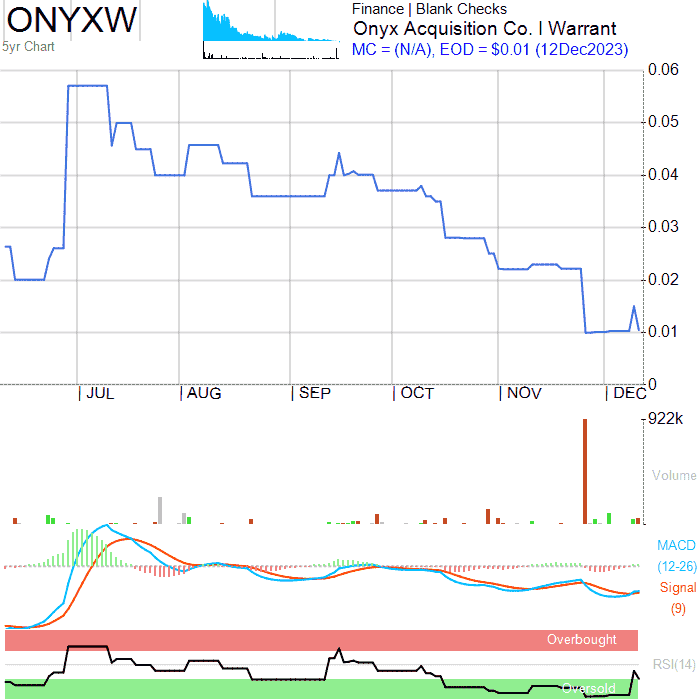 ONYXW
5yr Chart
Finance | Blank Checks
Onyx Acquisition Co. I Warrant
MC = (N/A), EOD = $0.01 (12Dec2023)
0.06
0.05
0.04
0.03
0.02
0.01
0
| JUL | AUG | SEP | OCT | NOV | DEC
922k
Volume
MACD
(12-26)
Signal
(9)
Overbought
RSI(14)
Oversold